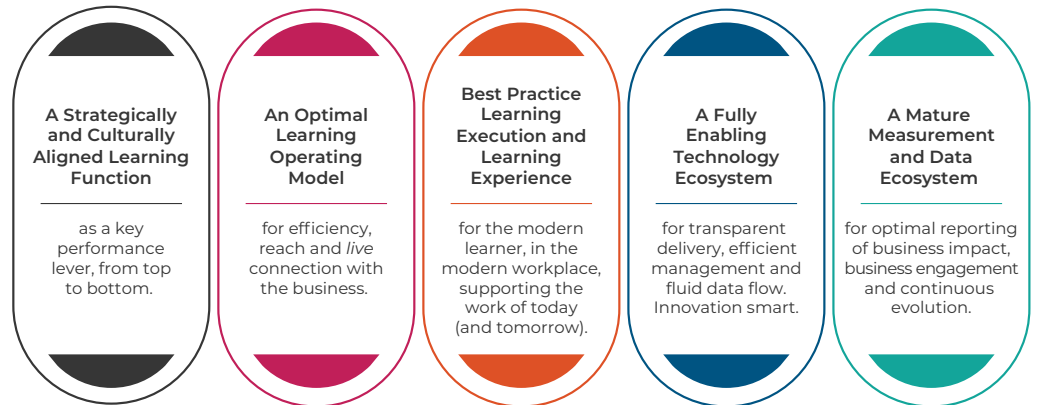 A Strategically
and Culturally
Aligned Learning
Function
as a key
performance
lever, from top
to bottom.
An Optimal
Learning
Operating
Model
for efficiency,
reach and live
connection with
the business.
Best Practice
Learning
Execution and
Learning
Experience
for the modern
learner, in the
modern workplace,
supporting the
work of today
(and tomorrow).
A Fully
Enabling
Technology
Ecosystem
for transparent
delivery, efficient
management and
fluid data flow.
Innovation smart.
A Mature
Measurement
and Data
Ecosystem
for optimal reporting
of business impact,
business engagement
and continuous
evolution.